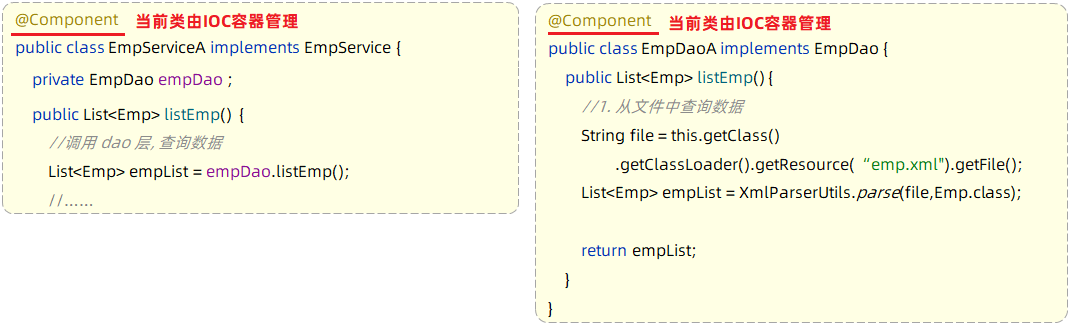 @Component 当前类由IOC容器管理
public class EmpServiceA implements EmpService {
private EmpDao empDao ;
public List<Emp> listEmp() {
//调用 dao 层, 查询数据
List<Emp> empList = empDao.listEmp();
//......
@Component 当前类由IOC容器管理
public class EmpDaoA implements EmpDao {
public List<Emp> listEmp() {
//1. 从文件中查询数据
String file = this.getClass()
.getClassLoader().getResource( “emp.xml").getFile();
List<Emp> empList = XmlParserUtils.parse(file,Emp.class);
return empList;
}
}